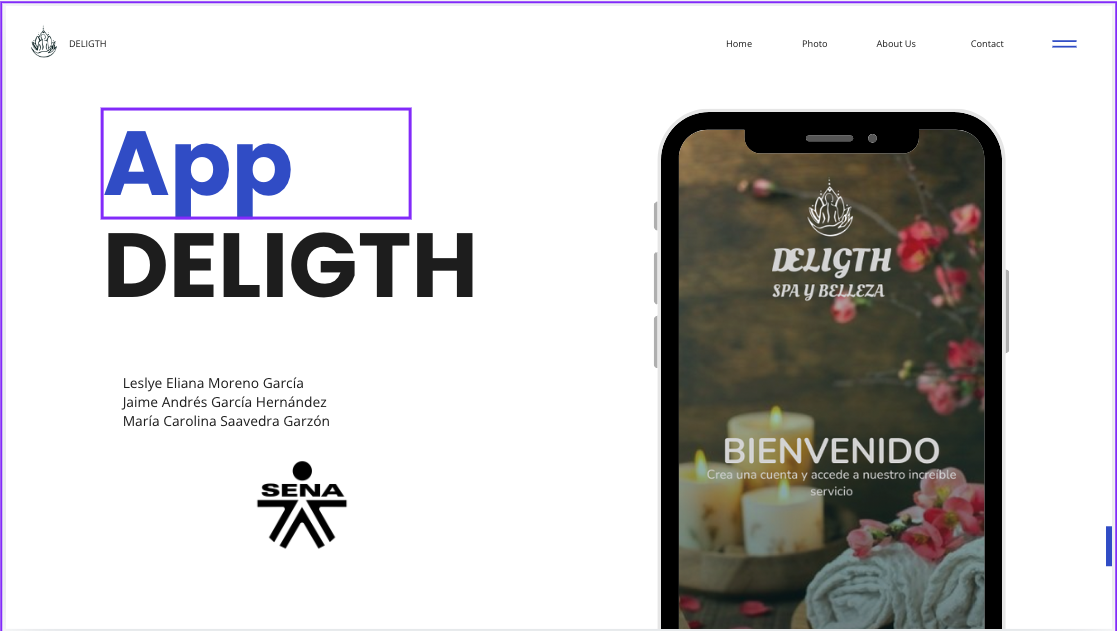 DELIGTH
Home Photo About Us Contact
App
DELIGTH
Leslye Eliana Moreno García
Jaime Andrés García Hernández
María Carolina Saavedra Garzón
SENA
DELIGTH
SPA Y BELLEZA
BIENVENIDO
Crea una cuenta y accede a nuestro increíble
servicio